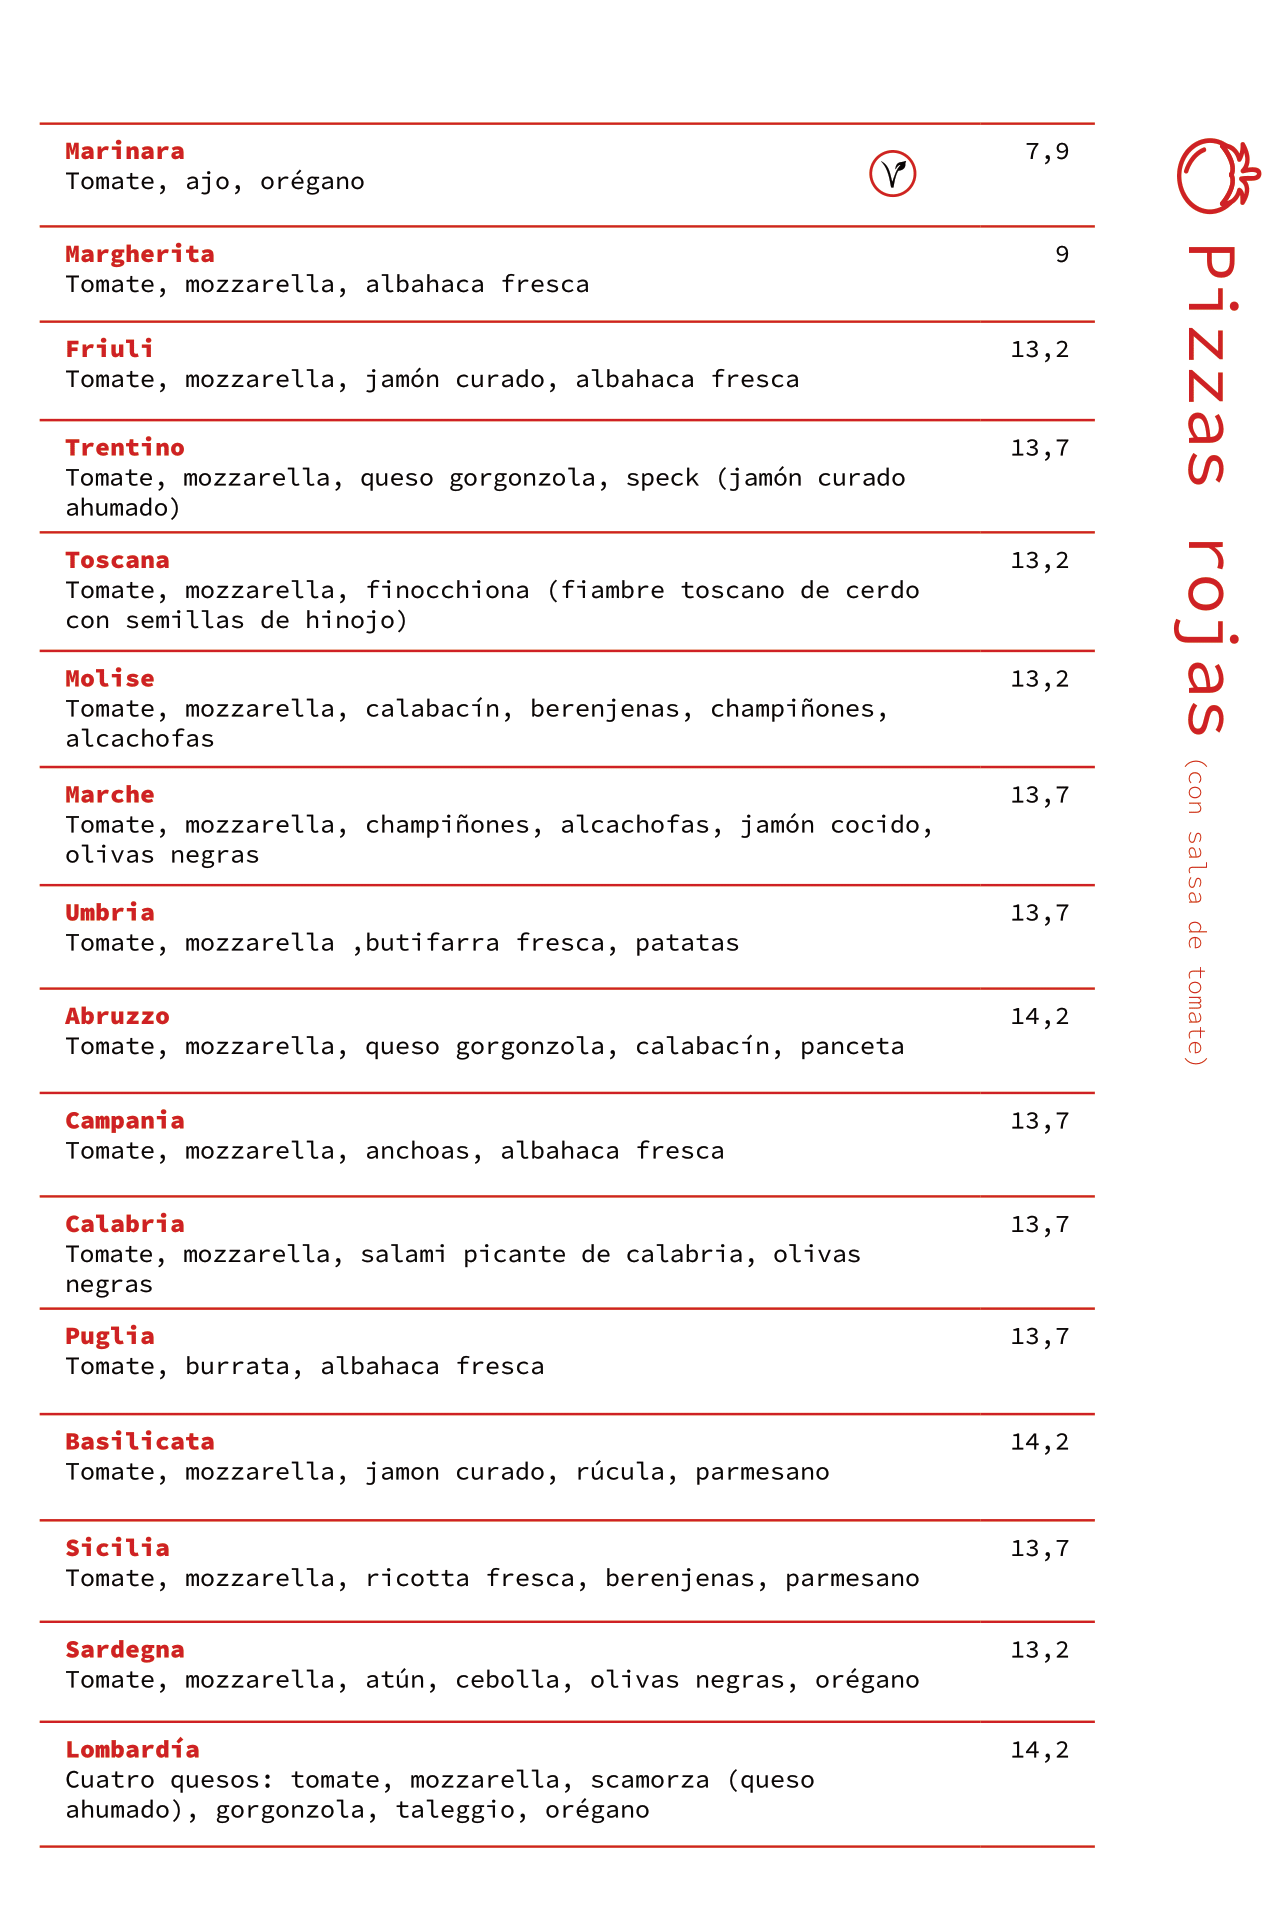 Pizzas rojas
(con salsa de tomate)
Marinara 7,9
Tomate, ajo, orégano
Margherita 9
Tomate, mozzarella, albahaca fresca
Friuli 13,2
Tomate, mozzarella, jamón curado, albahaca fresca
Trentino 13,7
Tomate, mozzarella, queso gorgonzola, speck (jamón curado
ahumado)
Toscana 13,2
Tomate, mozzarella, finocchiona (fiambre toscano de cerdo
con semillas de hinojo)
Molise 13,2
Tomate, mozzarella, calabacín, berenjenas, champiñones,
alcachofas
Marche 13,7
Tomate, mozzarella, champiñones, alcachofas, jamón cocido,
olivas negras
Umbria 13,7
Tomate, mozzarella ,butifarra fresca, patatas
Abruzzo 14,2
Tomate, mozzarella, queso gorgonzola, calabacín, panceta
Campania 13,7
Tomate, mozzarella, anchoas, albahaca fresca
Calabria 13,7
Tomate, mozzarella, salami picante de calabria, olivas
negras
Puglia 13,7
Tomate, burrata, albahaca fresca
Basilicata 14,2
Tomate, mozzarella, jamon curado, rúcula, parmesano
Sicilia 13,7
Tomate, mozzarella, ricotta fresca, berenjenas, parmesano
Sardegna 13,2
Tomate, mozzarella, atún, cebolla, olivas negras, orégano
Lombardía 14,2
Cuatro quesos: tomate, mozzarella, scamorza (queso
ahumado), gorgonzola, taleggio, orégano